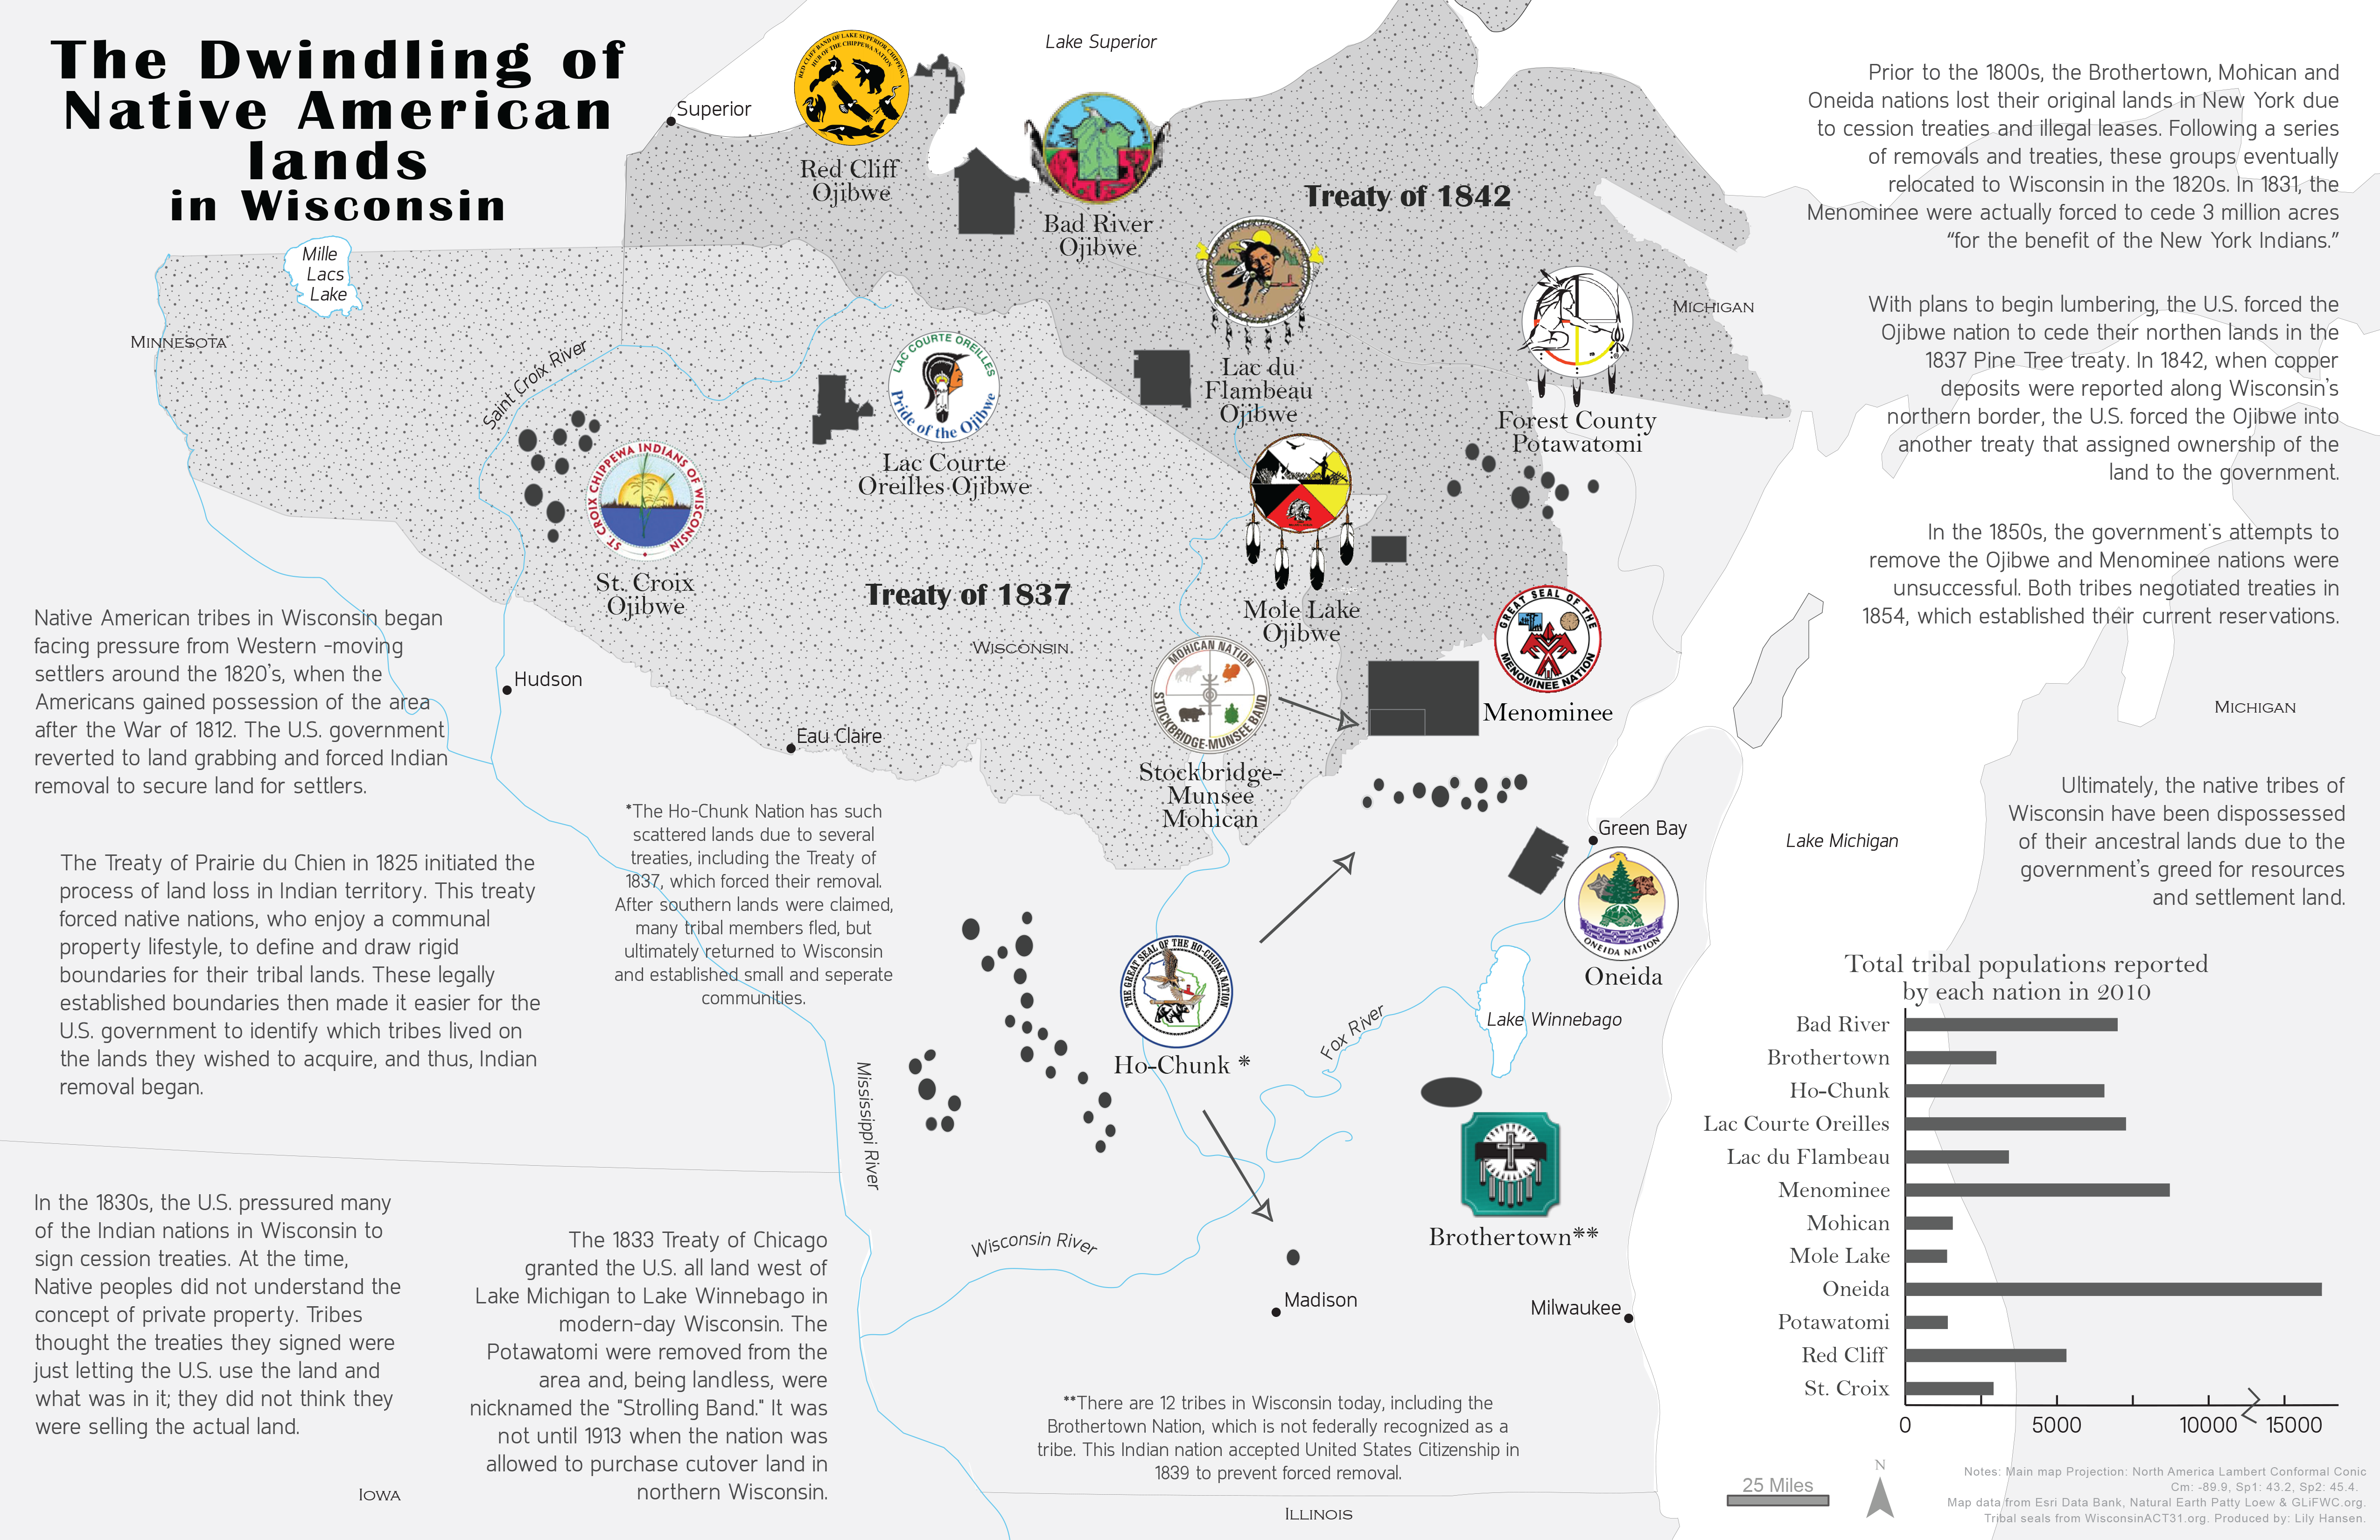 The Dwindling of
Native American
lands
in Wisconsin
Lake Superior
Superior
RED CLIFF BAND OF LAKE SUPERIOR CHIPPEWA
HUB OF THE CHIPPEWA NATION
Red Cliff
Ojibwe
Bad River
Ojibwe
Treaty of 1842
Mille
Lacs
Lake
Minnesota
Saint Croix River
LAC COURTE OREILLES
Pride of the Ojibwe
Lac Courte
Oreilles Ojibwe
Lac du
Flambeau
Ojibwe
Forest County
Potawatomi
Michigan
ST. CROIX CHIPPEWA INDIANS OF WISCONSIN
St. Croix
Ojibwe
Treaty of 1837
Wisconsin
Mole Lake
Ojibwe
GREAT SEAL OF THE
MENOMINEE NATION
Menominee
MOHICAN NATION
STOCKBRIDGE-MUNSEE BAND
Stockbridge-
Munsee
Mohican
Hudson
Eau Claire
Green Bay
ONEIDA NATION
Oneida
Lake Michigan
Michigan
THE GREAT SEAL OF THE HO-CHUNK NATION
Ho-Chunk *
Fox River
Lake Winnebago
Brothertown**
Mississippi River
Wisconsin River
Madison
Milwaukee
Iowa
Illinois
Native American tribes in Wisconsin began
facing pressure from Western -moving
settlers around the 1820's, when the
Americans gained possession of the area
after the War of 1812. The U.S. government
reverted to land grabbing and forced Indian
removal to secure land for settlers.
The Treaty of Prairie du Chien in 1825 initiated the
process of land loss in Indian territory. This treaty
forced native nations, who enjoy a communal
property lifestyle, to define and draw rigid
boundaries for their tribal lands. These legally
established boundaries then made it easier for the
U.S. government to identify which tribes lived on
the lands they wished to acquire, and thus, Indian
removal began.
In the 1830s, the U.S. pressured many
of the Indian nations in Wisconsin to
sign cession treaties. At the time,
Native peoples did not understand the
concept of private property. Tribes
thought the treaties they signed were
just letting the U.S. use the land and
what was in it; they did not think they
were selling the actual land.
The 1833 Treaty of Chicago
granted the U.S. all land west of
Lake Michigan to Lake Winnebago in
modern-day Wisconsin. The
Potawatomi were removed from the
area and, being landless, were
nicknamed the "Strolling Band." It was
not until 1913 when the nation was
allowed to purchase cutover land in
northern Wisconsin.
*The Ho-Chunk Nation has such
scattered lands due to several
treaties, including the Treaty of
1837, which forced their removal.
After southern lands were claimed,
many tribal members fled, but
ultimately returned to Wisconsin
and established small and seperate
communities.
**There are 12 tribes in Wisconsin today, including the
Brothertown Nation, which is not federally recognized as a
tribe. This Indian nation accepted United States Citizenship in
1839 to prevent forced removal.
Prior to the 1800s, the Brothertown, Mohican and
Oneida nations lost their original lands in New York due
to cession treaties and illegal leases. Following a series
of removals and treaties, these groups eventually
relocated to Wisconsin in the 1820s. In 1831, the
Menominee were actually forced to cede 3 million acres
“for the benefit of the New York Indians.”
With plans to begin lumbering, the U.S. forced the
Ojibwe nation to cede their northen lands in the
1837 Pine Tree treaty. In 1842, when copper
deposits were reported along Wisconsin's
northern border, the U.S. forced the Ojibwe into
another treaty that assigned ownership of the
land to the government.
In the 1850s, the government's attempts to
remove the Ojibwe and Menominee nations were
unsuccessful. Both tribes negotiated treaties in
1854, which established their current reservations.
Ultimately, the native tribes of
Wisconsin have been dispossessed
of their ancestral lands due to the
government's greed for resources
and settlement land.
Total tribal populations reported
by each nation in 2010
Bad River
Brothertown
Ho-Chunk
Lac Courte Oreilles
Lac du Flambeau
Menominee
Mohican
Mole Lake
Oneida
Potawatomi
Red Cliff
St. Croix
0 5000 10000 15000
25 Miles
N
Notes: Main map Projection: North America Lambert Conformal Conic
Cm: -89.9, Sp1: 43.2, Sp2: 45.4.
Map data from Esri Data Bank, Natural Earth Patty Loew & GLiFWC.org.
Tribal seals from WisconsinACT31.org. Produced by: Lily Hansen.